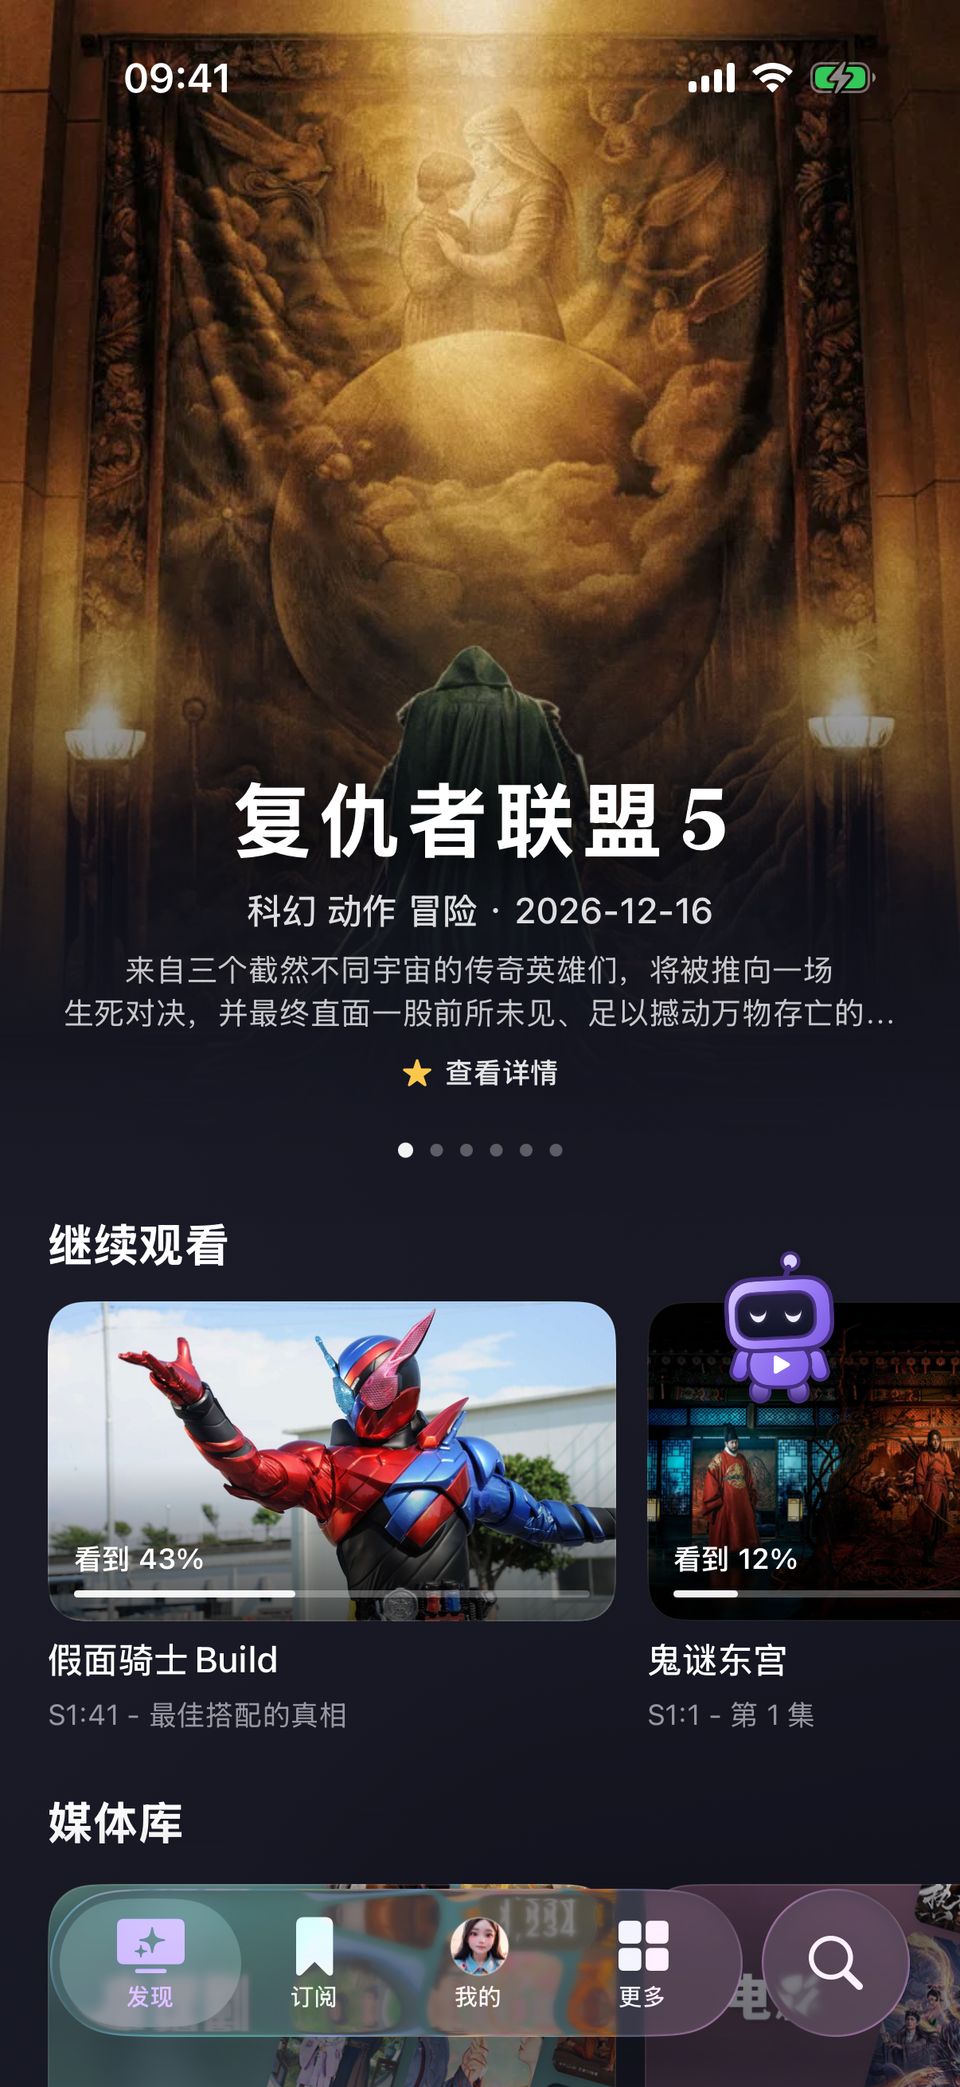 09:41
复仇者联盟 5
科幻 动作 冒险 · 2026-12-16
来自三个截然不同宇宙的传奇英雄们，将被推向一场
生死对决，并最终直面一股前所未见、足以撼动万物存亡的...
查看详情
继续观看
看到 43%
看到 12%
假面骑士 Build
鬼谜东宫
S1:41 - 最佳搭配的真相
S1:1 - 第 1 集
媒体库
1,234
电
发现
订阅
我的
更多